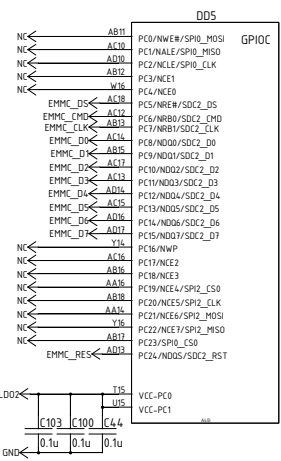 DD5
NC AB11 PC0/NWE#/SPI0_MOSI GPIOC
NC AC10 PC1/NALE/SPI0_MISO
NC AD10 PC2/NCLE/SPI0_CLK
NC AB12 PC3/NCE1
NC W16 PC4/NCE0
EMMC_DS AC18 PC5/NRE#/SDC2_DS
EMMC_CMD AC12 PC6/NRB0/SDC2_CMD
EMMC_CLK AB13 PC7/NRB1/SDC2_CLK
EMMC_D0 AC14 PC8/NDQ0/SDC2_D0
EMMC_D1 AB15 PC9/NDQ1/SDC2_D1
EMMC_D2 AC17 PC10/NDQ2/SDC2_D2
EMMC_D3 AC13 PC11/NDQ3/SDC2_D3
EMMC_D4 AD14 PC12/NDQ4/SDC2_D4
EMMC_D5 AC15 PC13/NDQ5/SDC2_D5
EMMC_D6 AD16 PC14/NDQ6/SDC2_D6
EMMC_D7 AD17 PC15/NDQ7/SDC2_D7
NC Y14 PC16/NWP
NC AC16 PC17/NCE2
NC AB16 PC18/NCE3
NC AA16 PC19/NCE4/SPI2_CS0
NC AB18 PC20/NCE5/SPI2_CLK
NC AA14 PC21/NCE6/SPI2_MOSI
NC Y16 PC22/NCE7/SPI2_MISO
NC AB17 PC23/SPI0_CS0
EMMC_RES AD13 PC24/NDQS/SDC2_RST
LDO2 T15 VCC-PC0
U15 VCC-PC1
C103 C100 C44
0.1u 0.1u 0.1u
GND